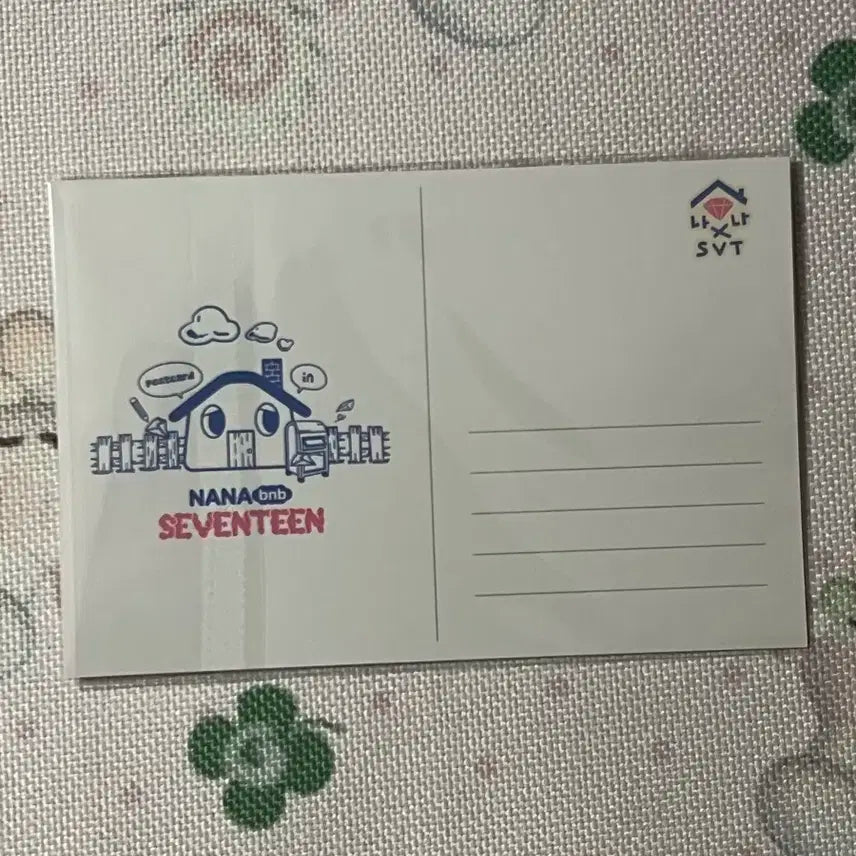 POSTCARD
in
NANA bnb
SEVENTEEN
나 X 나
SVT